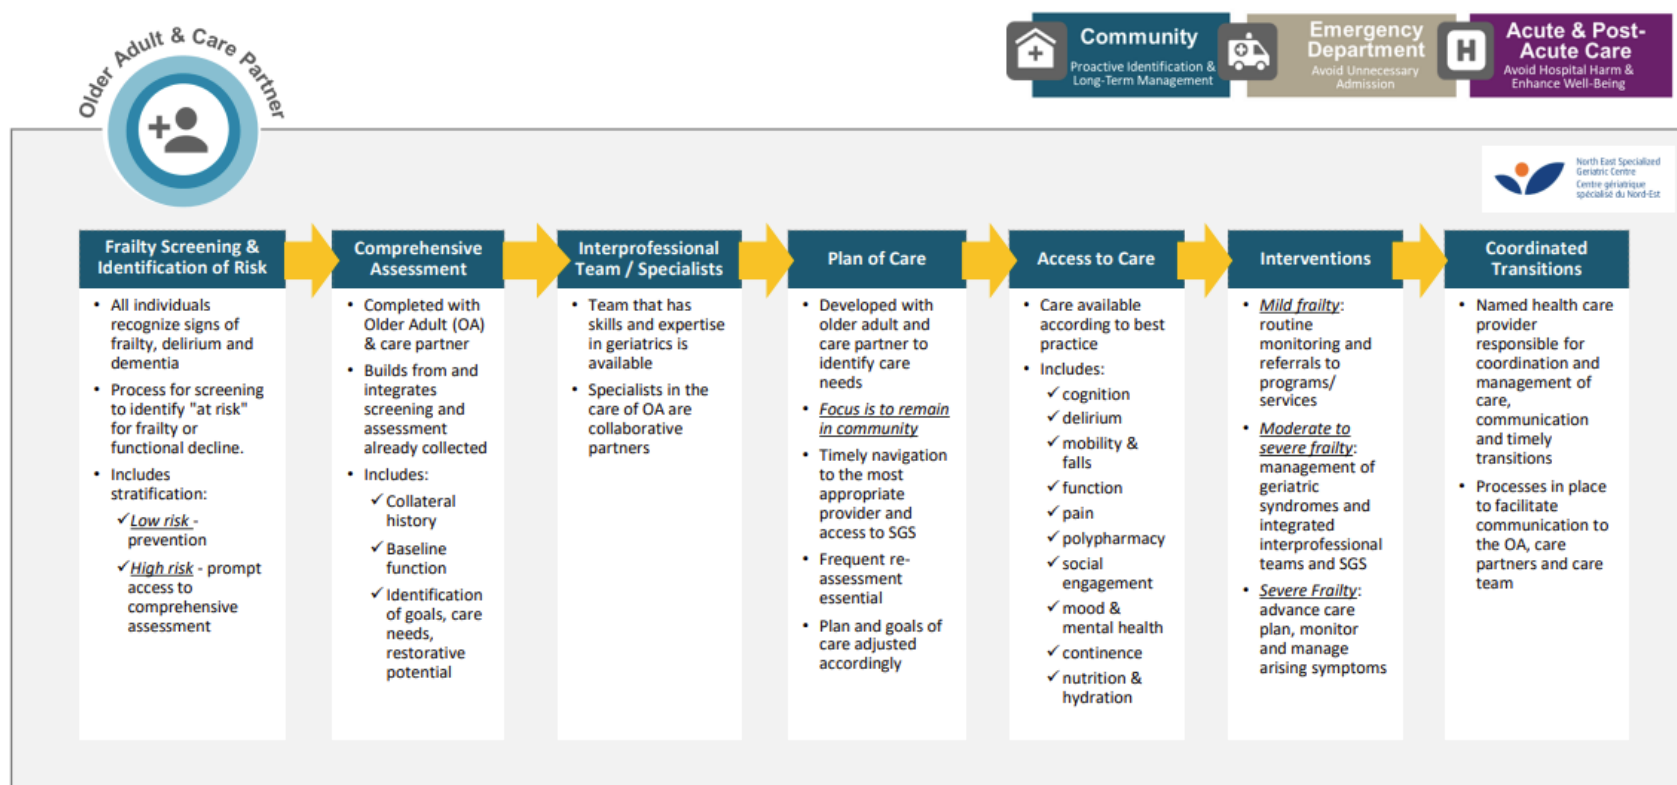 Older Adult & Care Partner
Community
Proactive Identification &
Long-Term Management
Emergency
Department
Avoid Unnecessary
Admission
H
Acute & Post-
Acute Care
Avoid Hospital Harm &
Enhance Well-Being
North East Specialized
Geriatric Centre
Centre gériatrique
spécialisé du Nord-Est
Frailty Screening &
Identification of Risk
• All individuals
recognize signs of
frailty, delirium and
dementia
• Process for screening
to identify "at risk"
for frailty or
functional decline.
• Includes
stratification:
✓ Low risk -
prevention
✓ High risk - prompt
access to
comprehensive
assessment
Comprehensive
Assessment
• Completed with
Older Adult (OA)
& care partner
• Builds from and
integrates
screening and
assessment
already collected
• Includes:
✓ Collateral
history
✓ Baseline
function
✓ Identification
of goals, care
needs,
restorative
potential
Interprofessional
Team / Specialists
• Team that has
skills and expertise
in geriatrics is
available
• Specialists in the
care of OA are
collaborative
partners
Plan of Care
• Developed with
older adult and
care partner to
identify care
needs
• Focus is to remain
in community
• Timely navigation
to the most
appropriate
provider and
access to SGS
• Frequent re-
assessment
essential
• Plan and goals of
care adjusted
accordingly
Access to Care
• Care available
according to best
practice
• Includes:
✓ cognition
✓ delirium
✓ mobility &
falls
✓ function
✓ pain
✓ polypharmacy
✓ social
engagement
✓ mood &
mental health
✓ continence
✓ nutrition &
hydration
Interventions
• Mild frailty:
routine
monitoring and
referrals to
programs/
services
• Moderate to
severe frailty:
management of
geriatric
syndromes and
integrated
interprofessional
teams and SGS
• Severe Frailty:
advance care
plan, monitor
and manage
arising symptoms
Coordinated
Transitions
• Named health care
provider
responsible for
coordination and
management of
care,
communication
and timely
transitions
• Processes in place
to facilitate
communication to
the OA, care
partners and care
team